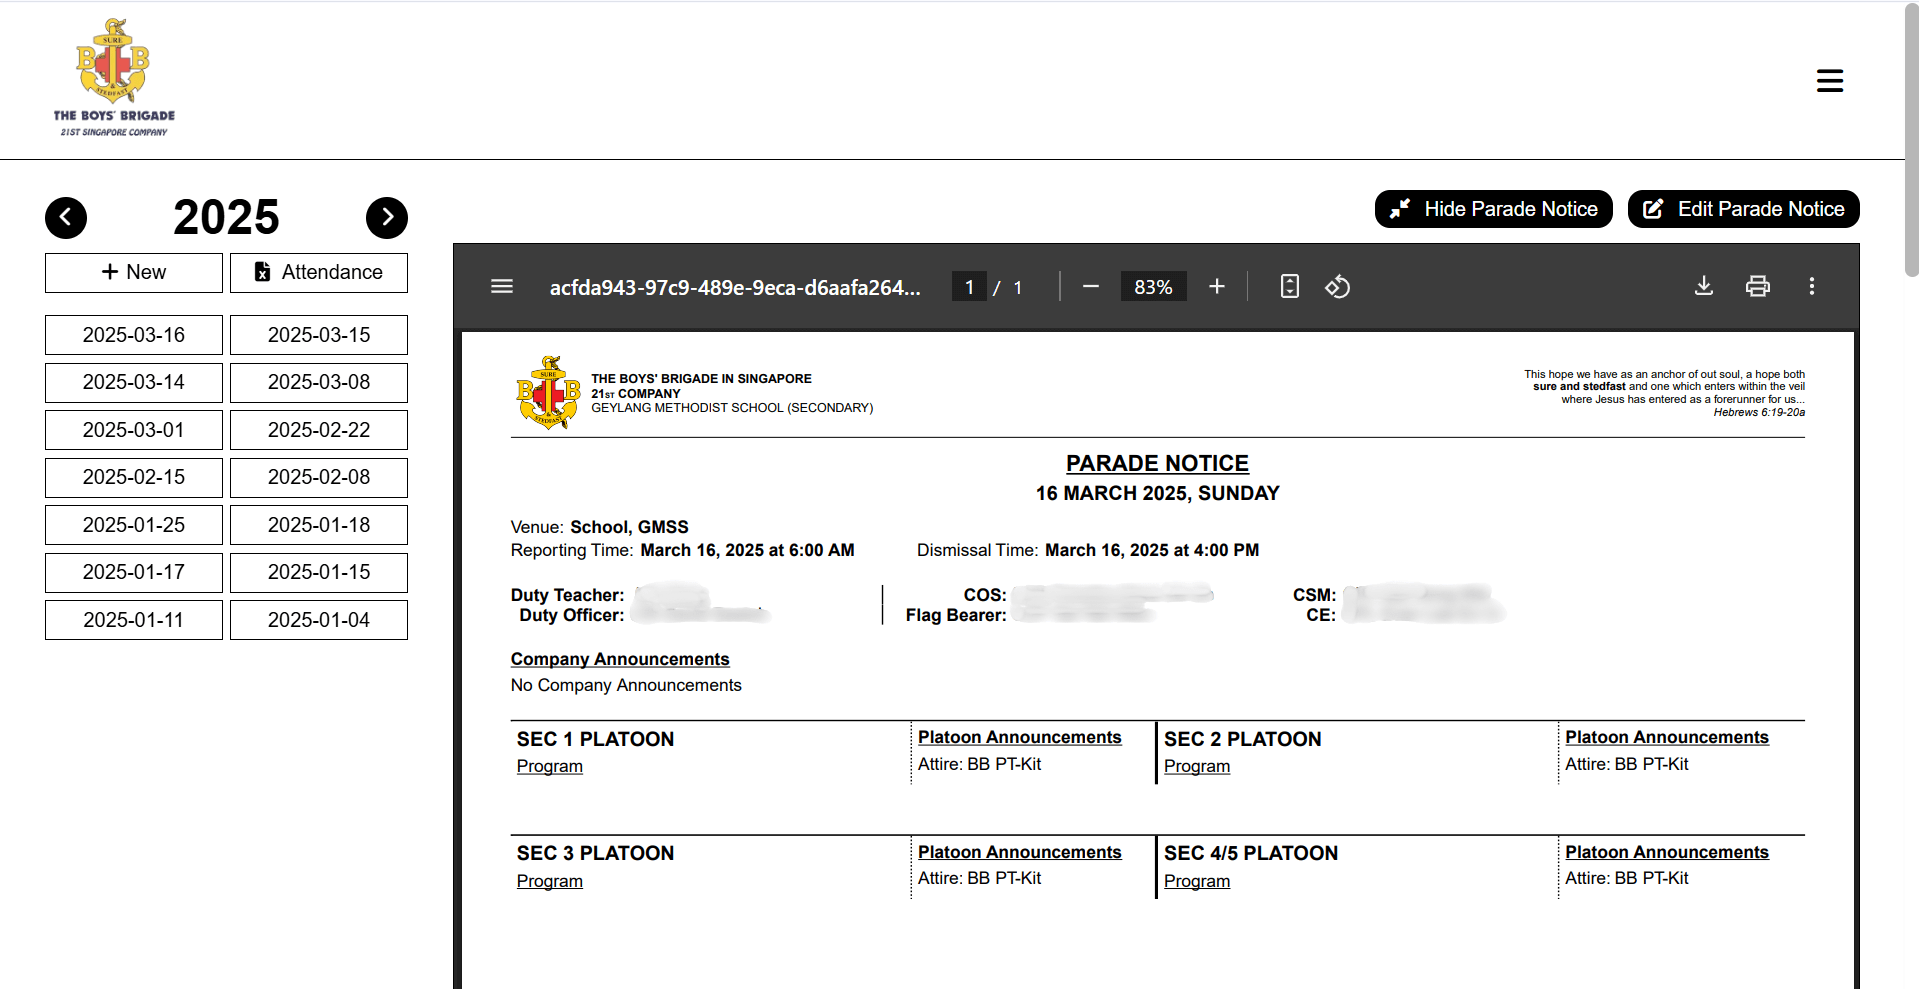 SURE
B B
& STEDFAST
THE BOYS' BRIGADE
21ST SINGAPORE COMPANY
2025
New
Attendance
2025-03-16
2025-03-15
2025-03-14
2025-03-08
2025-03-01
2025-02-22
2025-02-15
2025-02-08
2025-01-25
2025-01-18
2025-01-17
2025-01-15
2025-01-11
2025-01-04
Hide Parade Notice
Edit Parade Notice
acfda943-97c9-489e-9eca-d6aafa264...
1 / 1
83%
SURE
B B
& STEDFAST
THE BOYS' BRIGADE IN SINGAPORE
21ST COMPANY
GEYLANG METHODIST SCHOOL (SECONDARY)
This hope we have as an anchor of out soul, a hope both
sure and stedfast and one which enters within the veil
where Jesus has entered as a forerunner for us...
Hebrews 6:19-20a
PARADE NOTICE
16 MARCH 2025, SUNDAY
Venue: School, GMSS
Reporting Time: March 16, 2025 at 6:00 AM
Dismissal Time: March 16, 2025 at 4:00 PM
Duty Teacher:
Duty Officer:
COS:
Flag Bearer:
CSM:
CE:
Company Announcements
No Company Announcements
SEC 1 PLATOON
Program
Platoon Announcements
Attire: BB PT-Kit
SEC 2 PLATOON
Program
Platoon Announcements
Attire: BB PT-Kit
SEC 3 PLATOON
Program
Platoon Announcements
Attire: BB PT-Kit
SEC 4/5 PLATOON
Program
Platoon Announcements
Attire: BB PT-Kit